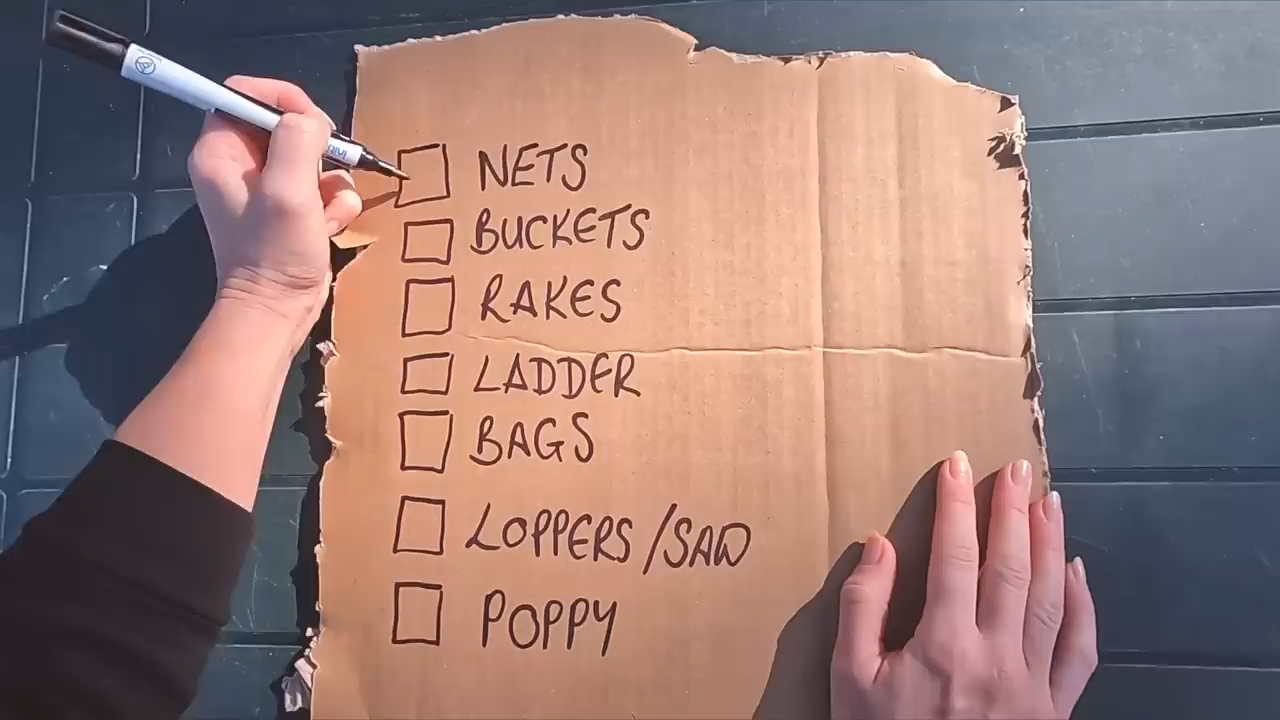 NETS
BUCKETS
RAKES
LADDER
BAGS
LOPPERS/SAW
POPPY